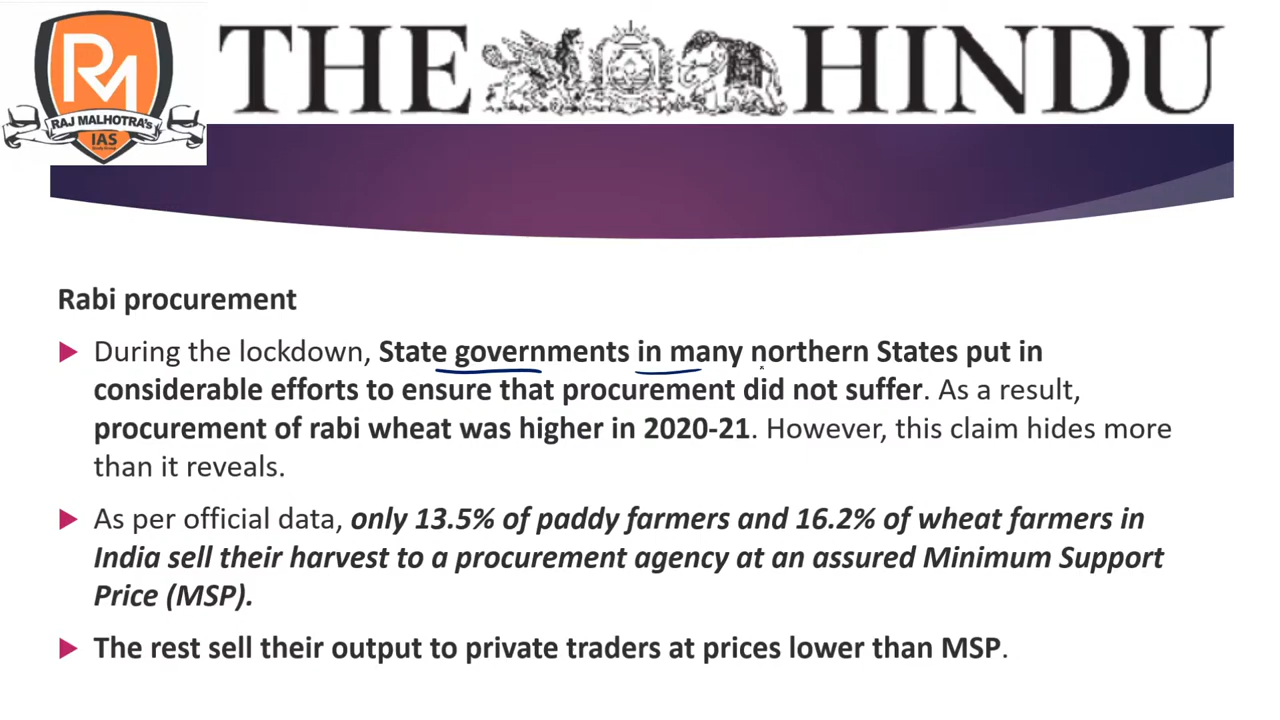 RM
RAJ MALHOTRA'S
IAS
THE HINDU
Rabi procurement
During the lockdown, State governments in many northern States put in
considerable efforts to ensure that procurement did not suffer. As a result,
procurement of rabi wheat was higher in 2020-21. However, this claim hides more
than it reveals.
As per official data, only 13.5% of paddy farmers and 16.2% of wheat farmers in
India sell their harvest to a procurement agency at an assured Minimum Support
Price (MSP).
The rest sell their output to private traders at prices lower than MSP.